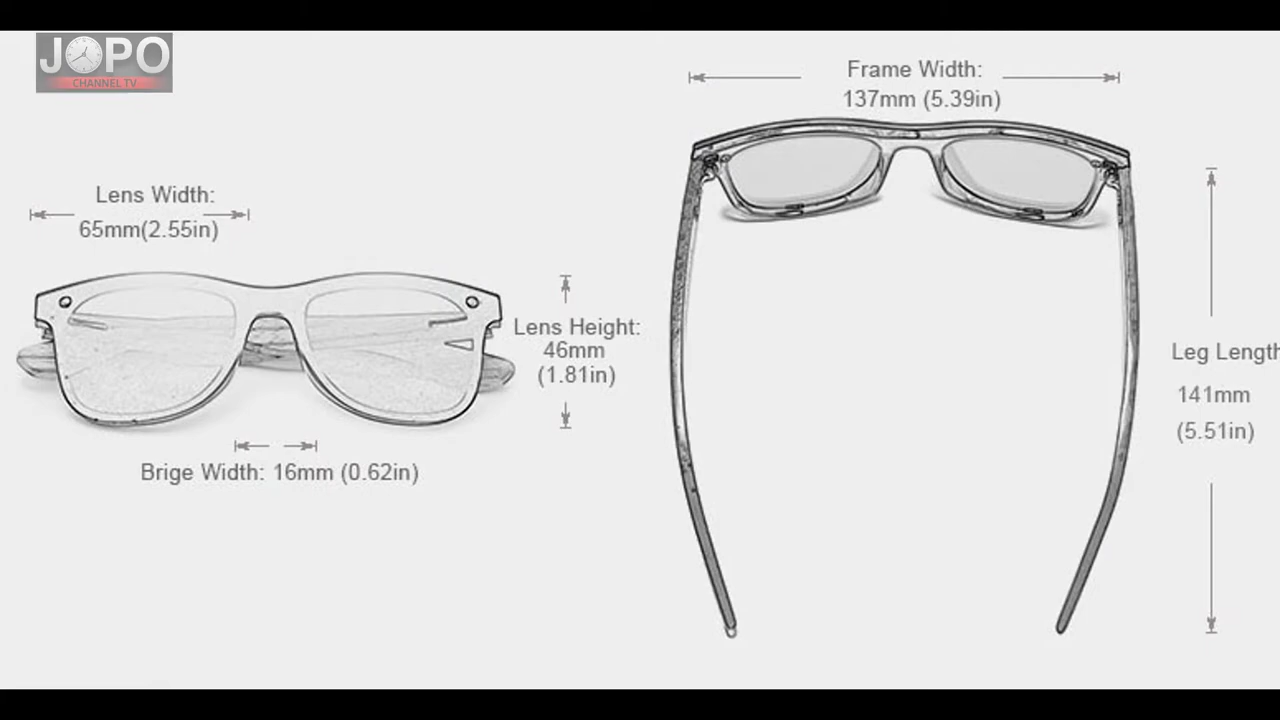 JOPO
CHANNEL TV
Frame Width:
137mm (5.39in)
Lens Width:
65mm(2.55in)
Lens Height:
46mm
(1.81in)
Leg Length
141mm
(5.51in)
Brige Width: 16mm (0.62in)